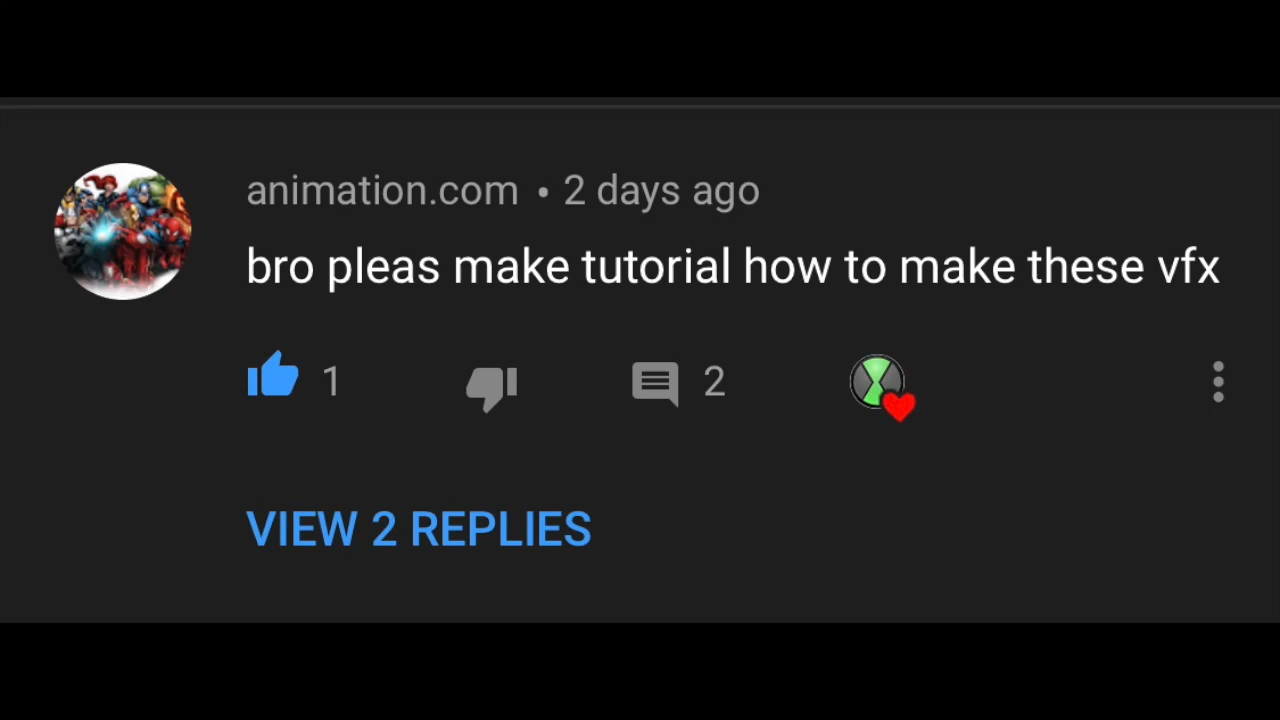 animation.com • 2 days ago
bro pleas make tutorial how to make these vfx
1 2
VIEW 2 REPLIES